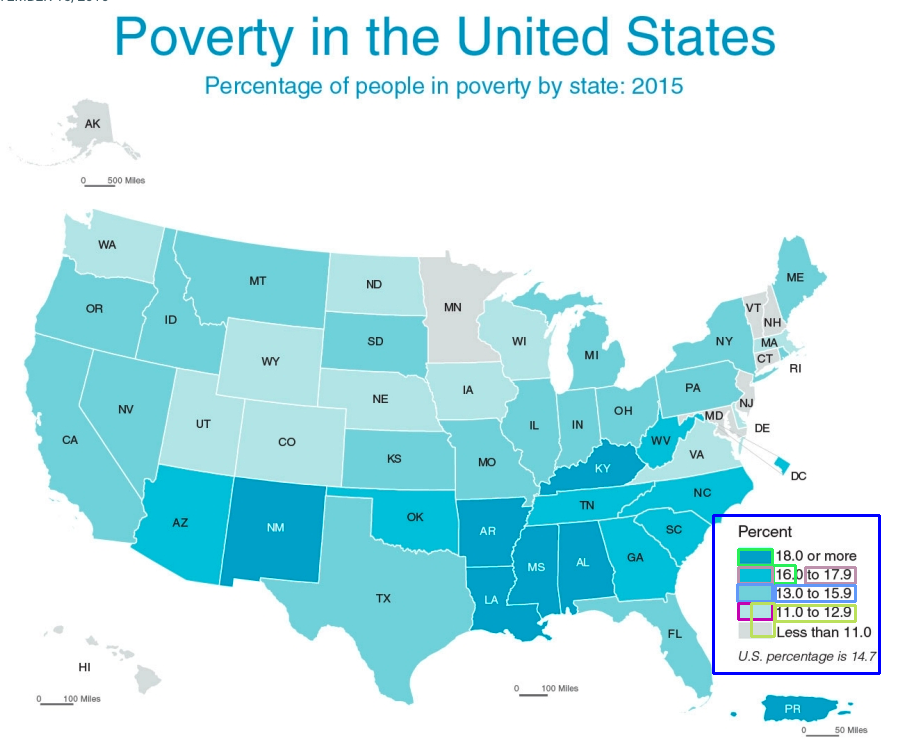 Poverty in the United States
Percentage of people in poverty by state: 2015
AK
0 500 Miles
WA
MT
ND
MN
ME
OR
ID
SD
WI
MI
VT
NH
NY
MA
CT
RI
WY
IA
NE
PA
NJ
NV
UT
CO
IL
IN
OH
MD
DE
CA
KS
MO
KY
WV
VA
DC
AZ
NM
OK
AR
TN
NC
SC
MS
AL
GA
LA
TX
FL
Percent
18.0 or more
16.0 to 17.9
13.0 to 15.9
11.0 to 12.9
Less than 11.0
U.S. percentage is 14.7
HI
0 100 Miles
0 100 Miles
PR
0 50 Miles